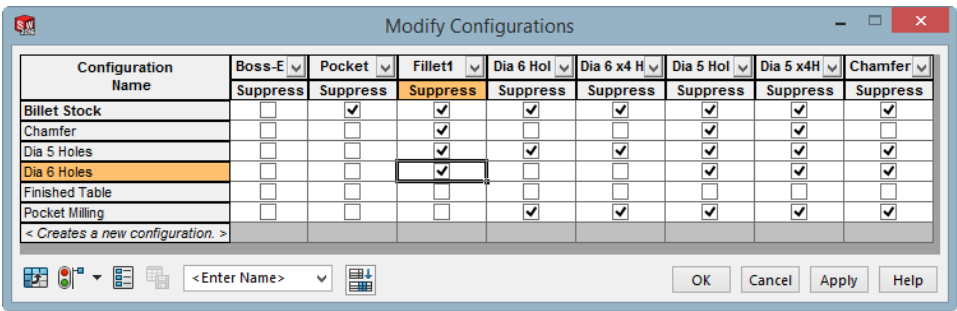 SW
2016
Modify Configurations
Configuration Name Boss-E Pocket Fillet1 Dia 6 Hol Dia 6 x4 H Dia 5 Hol Dia 5 x4H Chamfer
Suppress Suppress Suppress Suppress Suppress Suppress Suppress Suppress
Billet Stock
Chamfer
Dia 5 Holes
Dia 6 Holes
Finished Table
Pocket Milling
< Creates a new configuration. >
<Enter Name> OK Cancel Apply Help